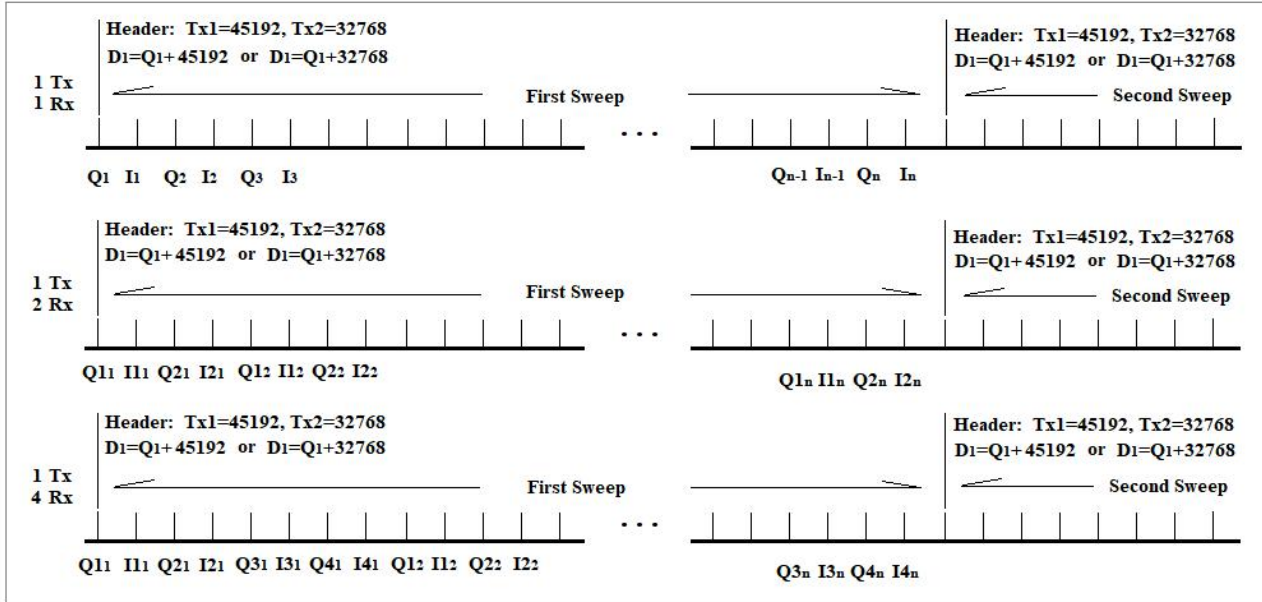 Header: Tx1=45192, Tx2=32768
D1=Q1+45192 or D1=Q1+32768
Header: Tx1=45192, Tx2=32768
D1=Q1+45192 or D1=Q1+32768
1 Tx
1 Rx
First Sweep
Second Sweep
. . .
Q1 I1 Q2 I2 Q3 I3
Qn-1 In-1 Qn In
Header: Tx1=45192, Tx2=32768
D1=Q1+45192 or D1=Q1+32768
Header: Tx1=45192, Tx2=32768
D1=Q1+45192 or D1=Q1+32768
1 Tx
2 Rx
First Sweep
Second Sweep
. . .
Q11 I11 Q21 I21 Q12 I12 Q22 I22
Q1n I1n Q2n I2n
Header: Tx1=45192, Tx2=32768
D1=Q1+45192 or D1=Q1+32768
Header: Tx1=45192, Tx2=32768
D1=Q1+45192 or D1=Q1+32768
1 Tx
4 Rx
First Sweep
Second Sweep
. . .
Q11 I11 Q21 I21 Q31 I31 Q41 I41 Q12 I12 Q22 I22
Q3n I3n Q4n I4n